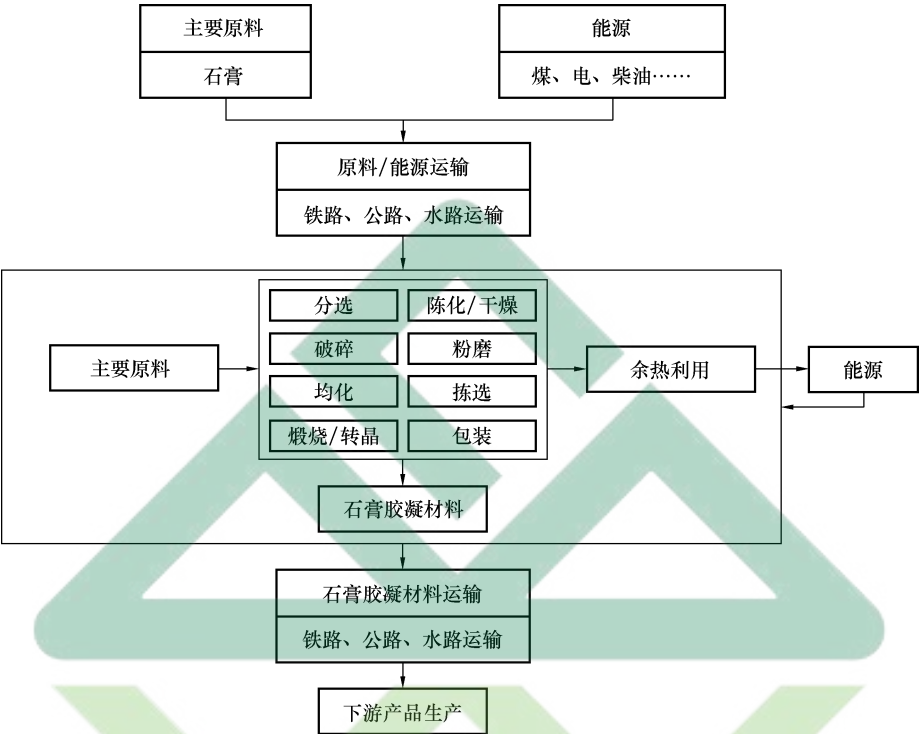 主要原料
石膏
能源
煤、电、柴油……
原料/能源运输
铁路、公路、水路运输
分选
陈化/干燥
破碎
粉磨
主要原料
余热利用
能源
均化
拣选
煅烧/转晶
包装
石膏胶凝材料
石膏胶凝材料运输
铁路、公路、水路运输
下游产品生产